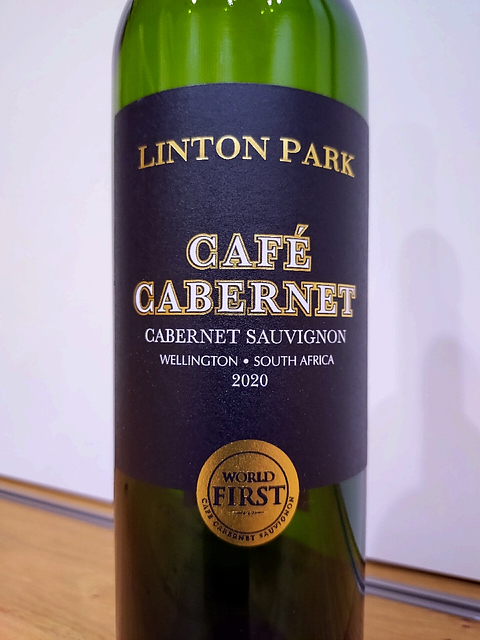 LINTON PARK
CAFÉ
CABERNET
CABERNET SAUVIGNON
WELLINGTON • SOUTH AFRICA
2020
WORLD
FIRST
CAFÉ CABERNET SAUVIGNON